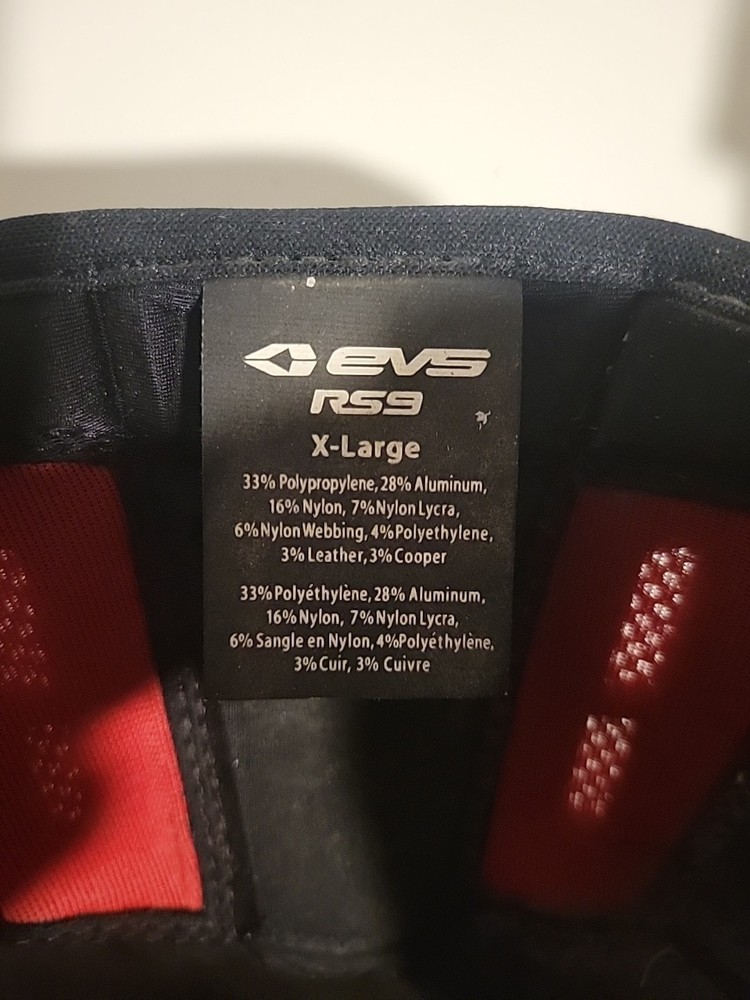 evs
RS9
X-Large
33% Polypropylene, 28% Aluminum,
16% Nylon, 7%Nylon Lycra,
6%Nylon Webbing, 4%Polyethylene,
3% Leather,3% Cooper
33% Polyéthylène, 28% Aluminum,
16% Nylon, 7%Nylon Lycra,
6% Sangle en Nylon, 4%Polyéthylène,
3% Cuir, 3% Cuivre